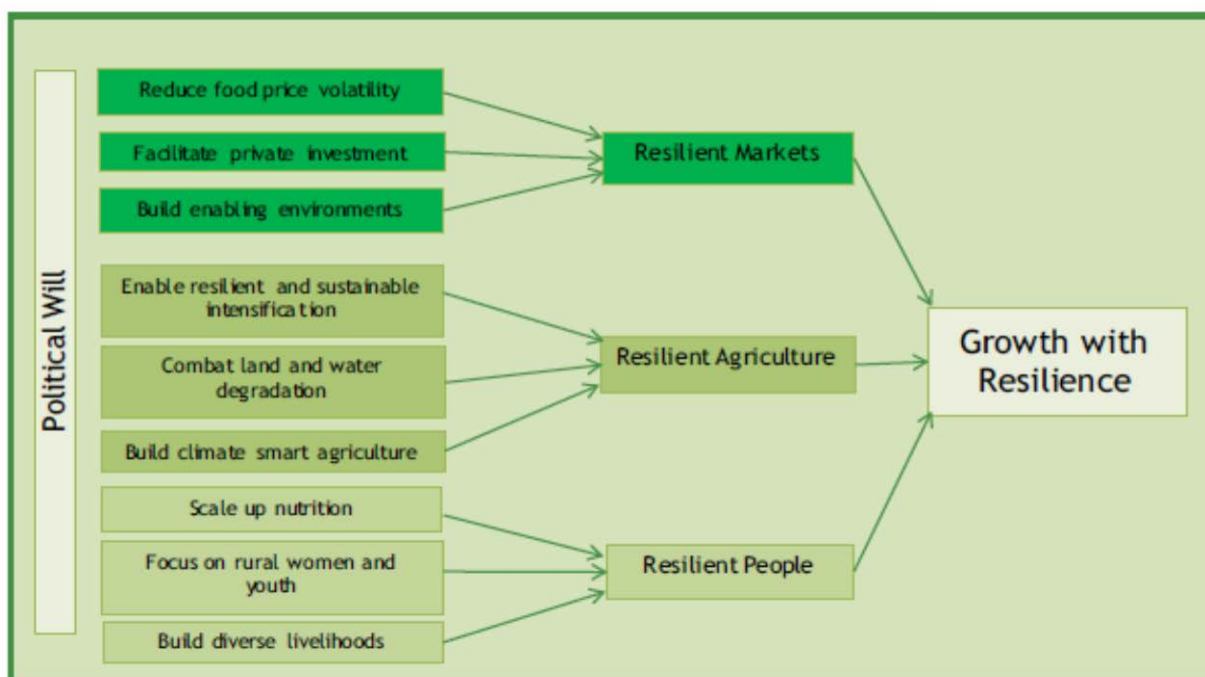 Political Will
Reduce food price volatility
Facilitate private investment
Build enabling environments
Resilient Markets
Enable resilient and sustainable
intensification
Combat land and water
degradation
Build climate smart agriculture
Resilient Agriculture
Scale up nutrition
Focus on rural women and
youth
Build diverse livelihoods
Resilient People
Growth with
Resilience